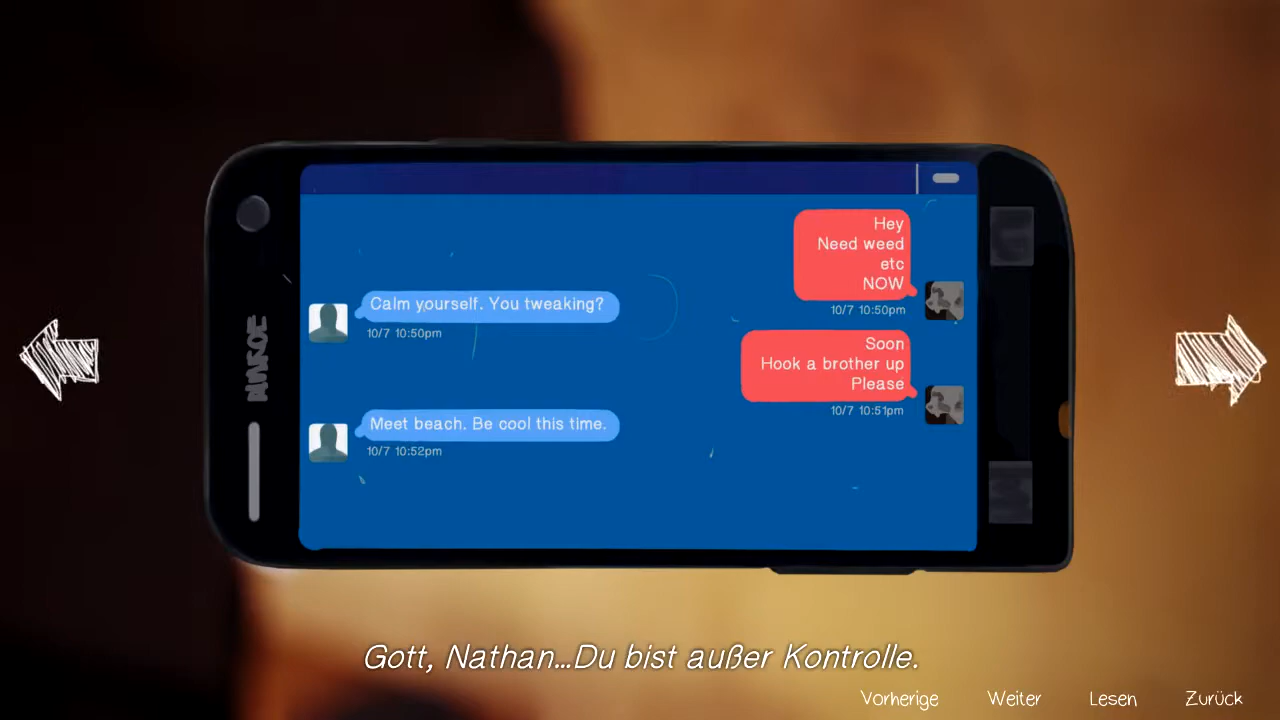 Hey
Need weed
etc
NOW
10/7 10:50pm
Calm yourself. You tweaking?
10/7 10:50pm
Soon
Hook a brother up
Please
10/7 10:51pm
Meet beach. Be cool this time.
10/7 10:52pm
Gott, Nathan...Du bist außer Kontrolle.
Vorherige Weiter Lesen Zurück